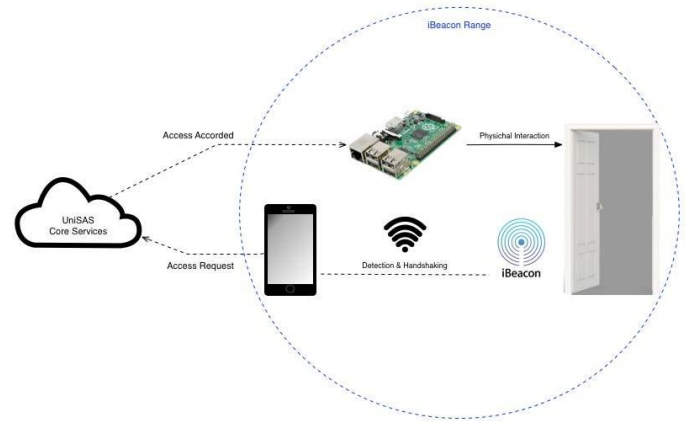 iBeacon Range
Access Accorded
Physichal Interaction
UniSAS
Core Services
Access Request
Detection & Handshaking
iBeacon